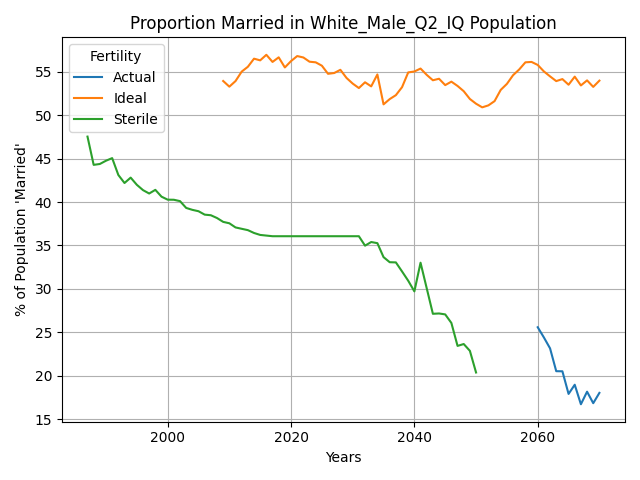 Proportion Married in White_Male_Q2_IQ Population
Fertility
Actual
Ideal
Sterile
% of Population 'Married'
55
50
45
40
35
30
25
20
15
2000
2020
2040
2060
Years